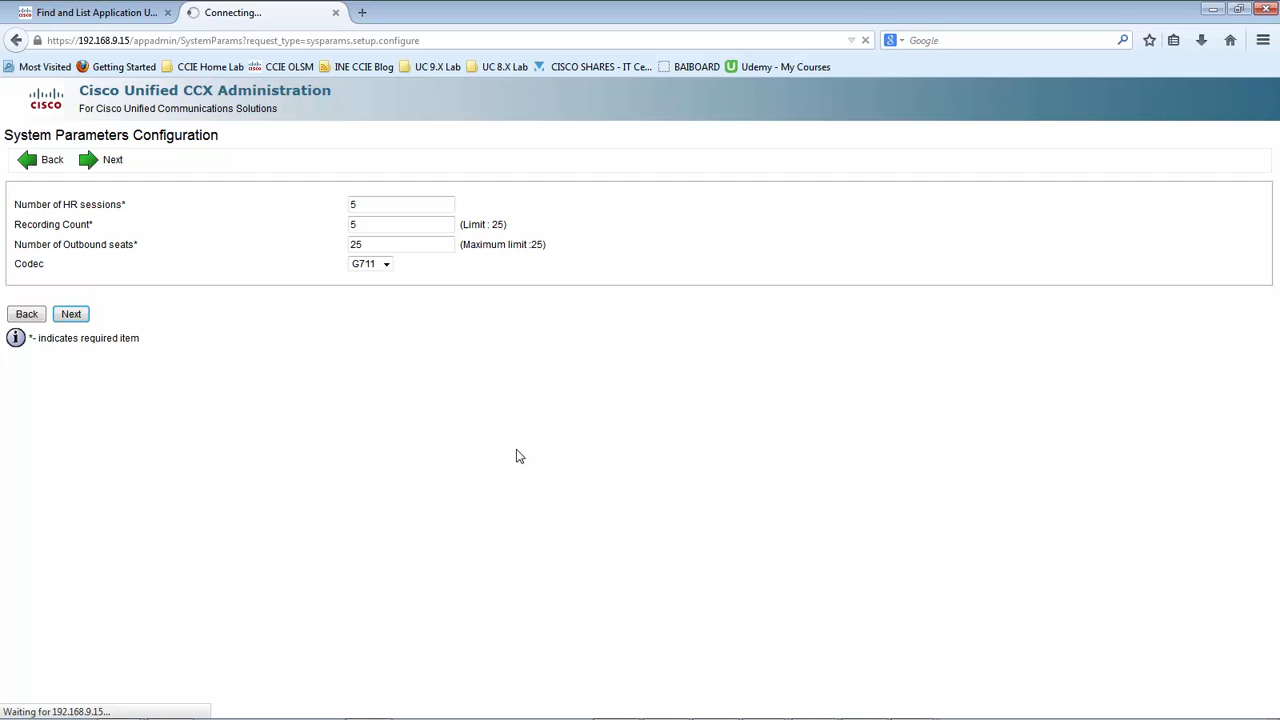 Find and List Application U...
Connecting...
https://192.168.9.15/appadmin/SystemParams?request_type=sysparams.setup.configure
Google
Most Visited Getting Started CCIE Home Lab CCIE OLSM INE CCIE Blog UC 9.X Lab UC 8.X Lab CISCO SHARES - IT Ce... BAIBOARD Udemy - My Courses
CISCO
Cisco Unified CCX Administration
For Cisco Unified Communications Solutions
System Parameters Configuration
Back Next
Number of HR sessions* 5
Recording Count* 5 (Limit : 25)
Number of Outbound seats* 25 (Maximum limit :25)
Codec G711
Back Next
*- indicates required item
Waiting for 192.168.9.15...